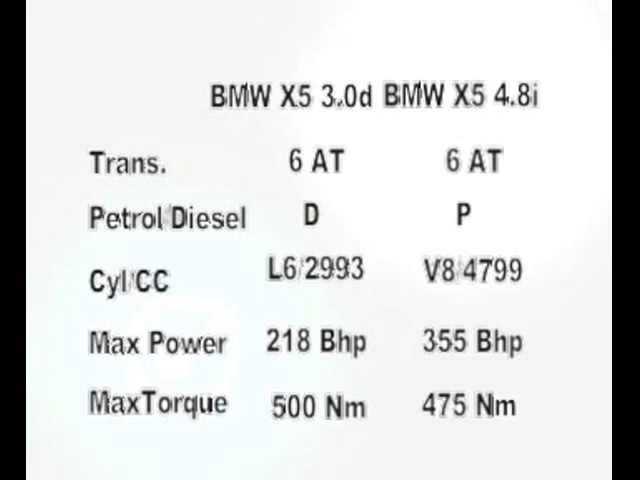 BMW X5 3.0d BMW X5 4.8i
Trans. 6 AT 6 AT
Petrol/Diesel D P
Cyl/CC L6/2993 V8/4799
Max Power 218 Bhp 355 Bhp
MaxTorque 500 Nm 475 Nm